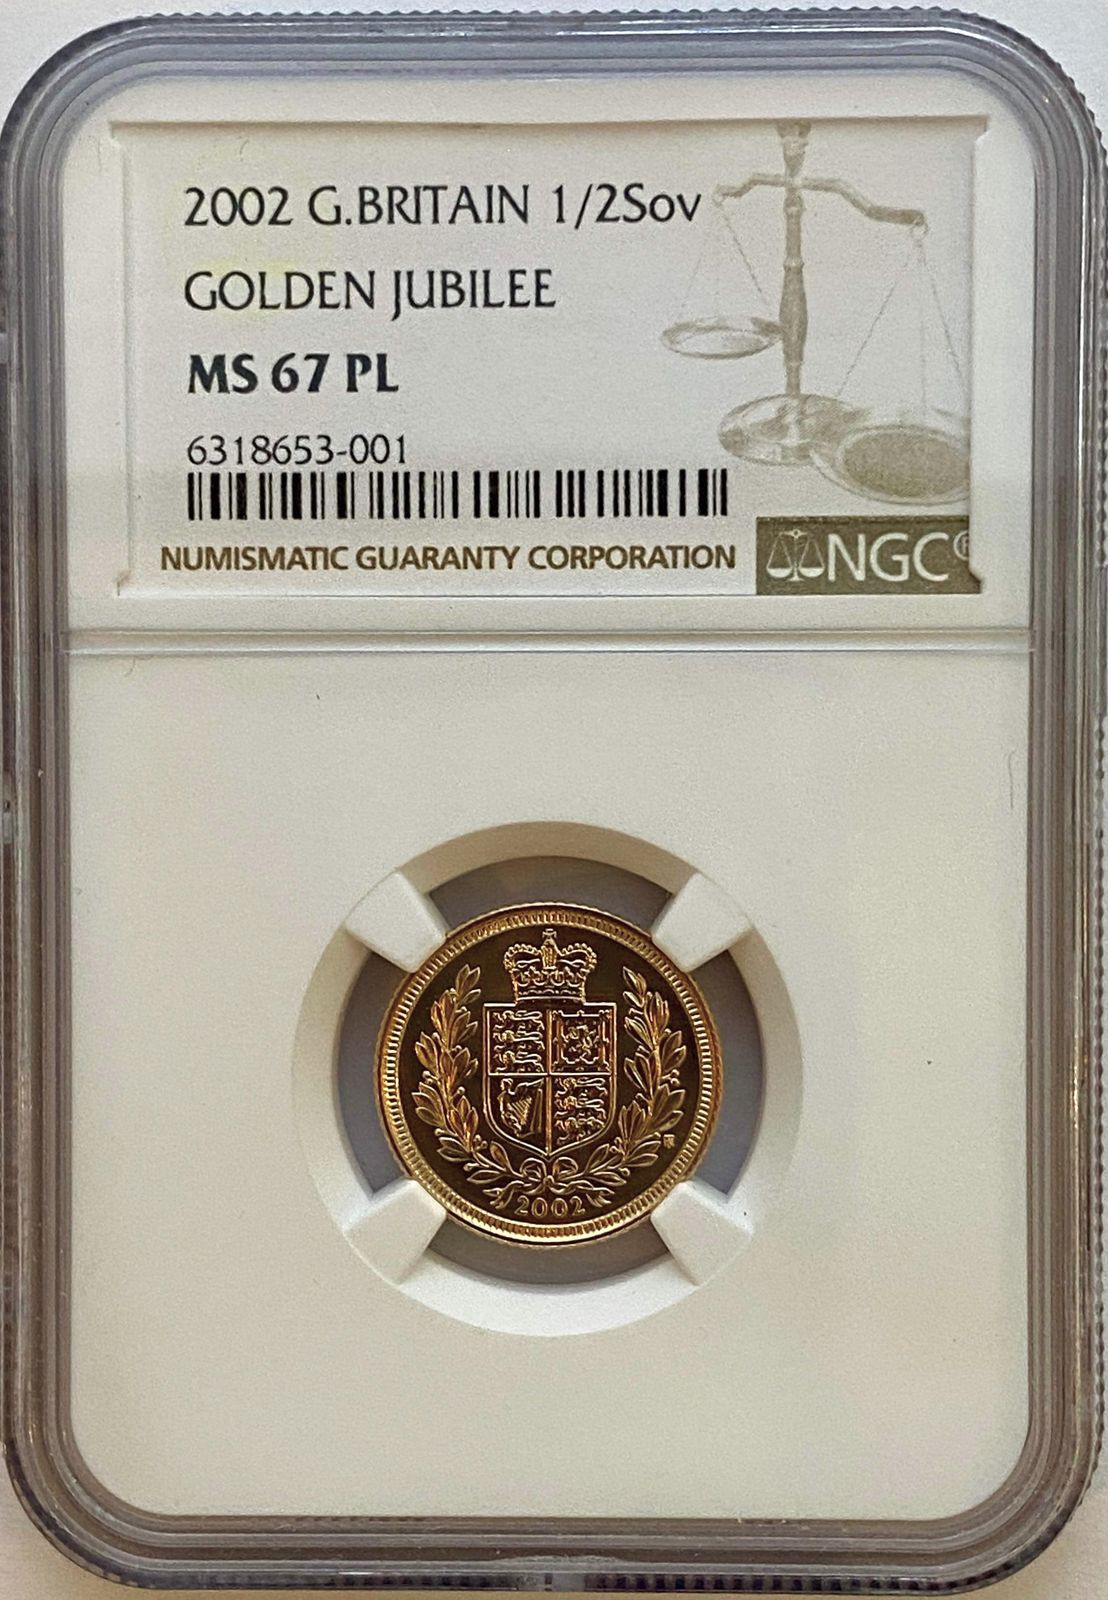 2002 G.BRITAIN 1/2Sov
GOLDEN JUBILEE
MS 67 PL
6318653-001
NUMISMATIC GUARANTY CORPORATION
NGC®
2002